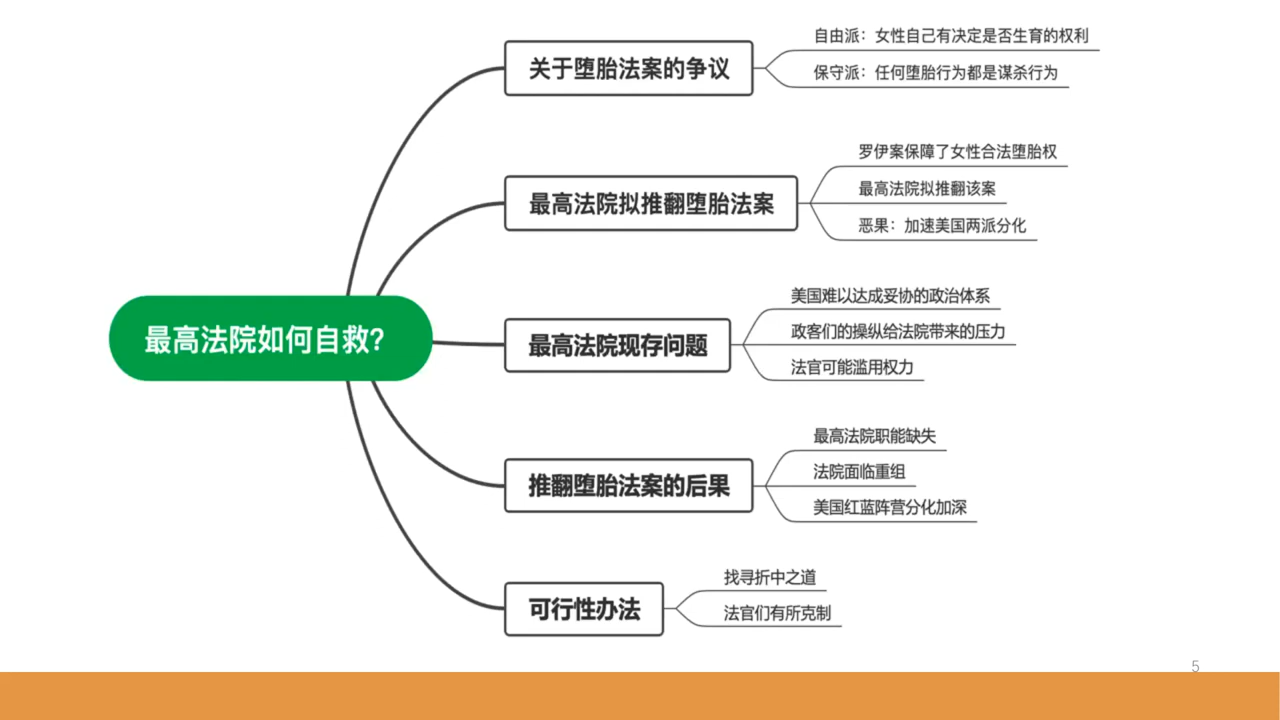 关于堕胎法案的争议
自由派：女性自己有决定是否生育的权利
保守派：任何堕胎行为都是谋杀行为
最高法院拟推翻堕胎法案
罗伊案保障了女性合法堕胎权
最高法院拟推翻该案
恶果：加速美国两派分化
最高法院如何自救？
最高法院现存问题
美国难以达成妥协的政治体系
政客们的操纵给法院带来的压力
法官可能滥用权力
推翻堕胎法案的后果
最高法院职能缺失
法院面临重组
美国红蓝阵营分化加深
可行性办法
找寻折中之道
法官们有所克制
5